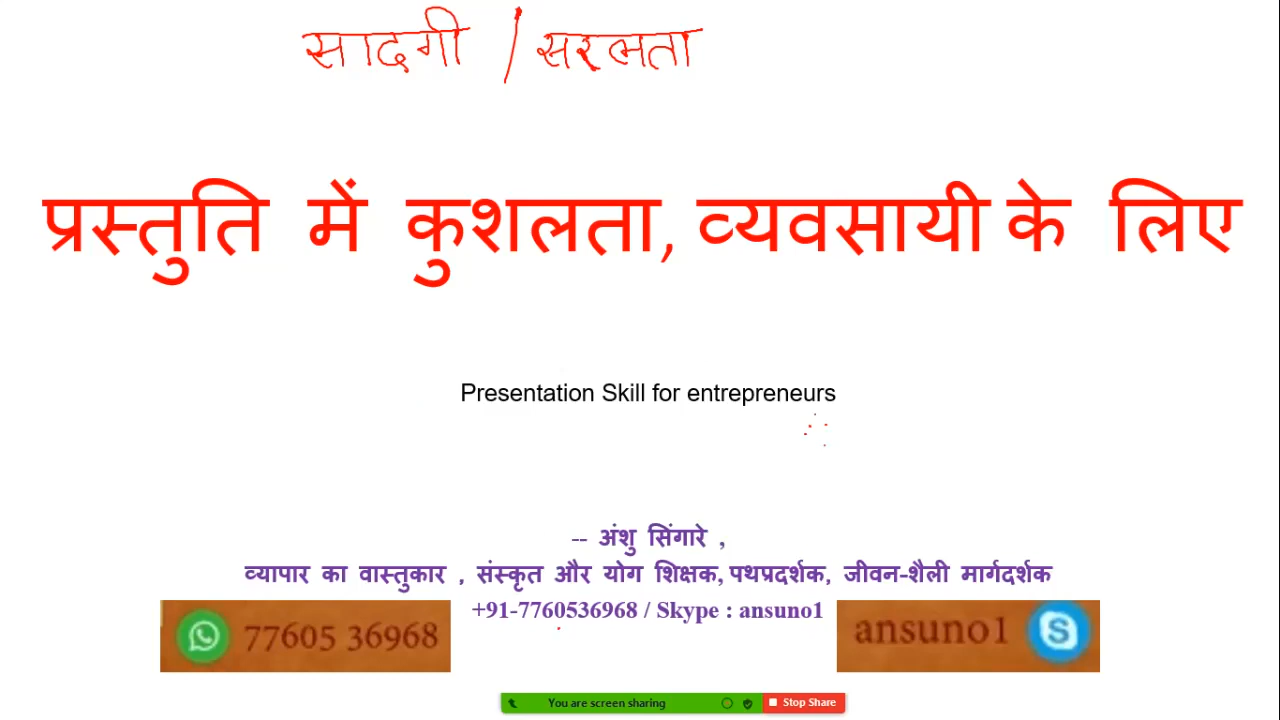 सादगी / सरलता
प्रस्तुति में कुशलता, व्यवसायी के लिए
Presentation Skill for entrepreneurs
-- अंशु सिंगारे ,
व्यापार का वास्तुकार , संस्कृत और योग शिक्षक, पथप्रदर्शक, जीवन-शैली मार्गदर्शक
+91-7760536968 / Skype : ansuno1
77605 36968
ansuno1
You are screen sharing Stop Share